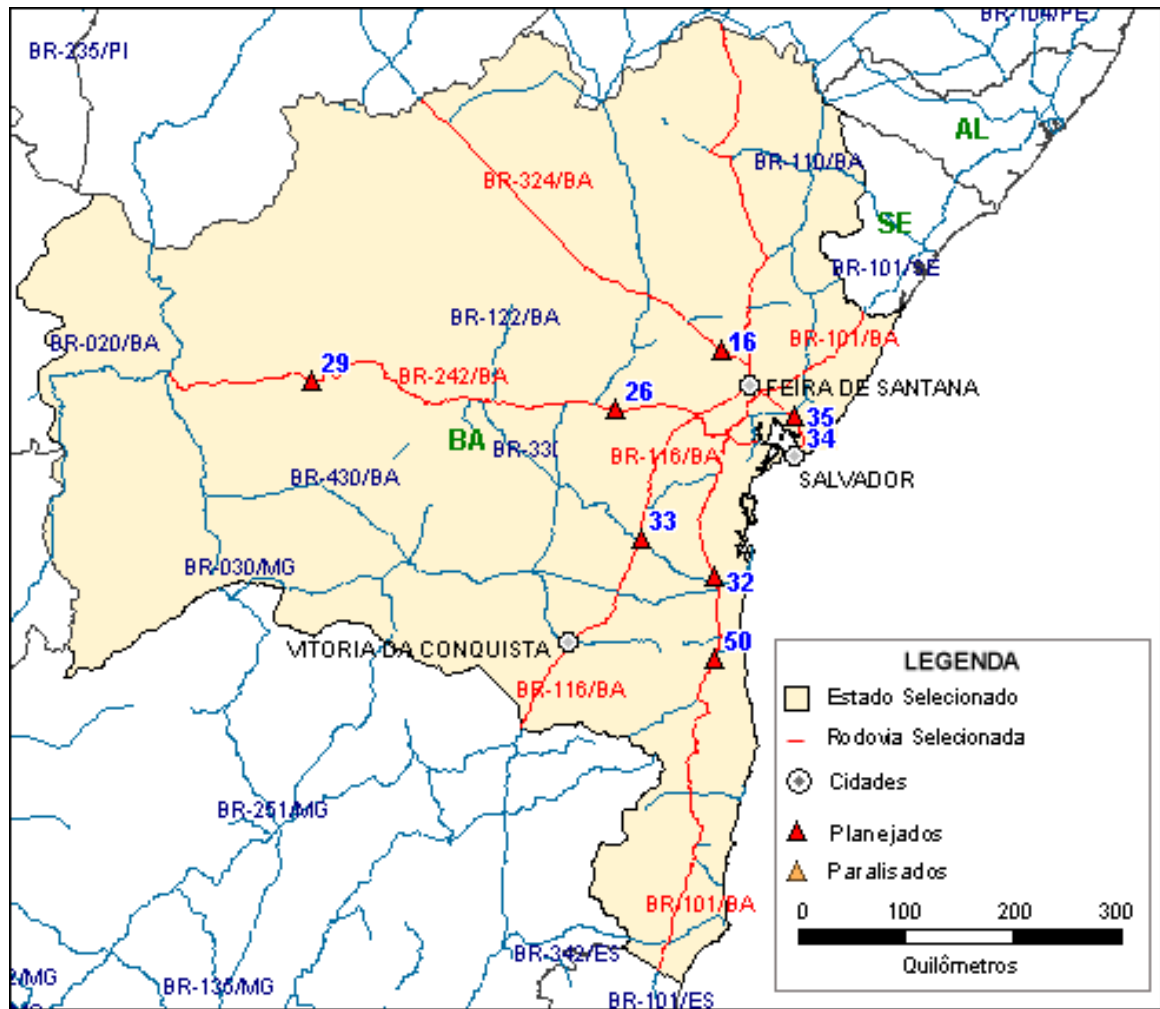 BR-104/PE
BR-235/PI
AL
BR-110/BA
BR-324/BA
SE
BR-101/SE
BR-122/BA
BR-020/BA
16
BR-101/BA
29
BR-242/BA
FEIRA DE SANTANA
26
35
BA
BR-33
34
BR-116/BA
BR-430/BA
SALVADOR
33
BR-030/MG
32
VITORIA DA CONQUISTA
50
BR-116/BA
LEGENDA
Estado Selecionado
Rodovia Selecionada
Cidades
BR-251/MG
Planejados
Paralisados
BR-101/BA
0 100 200 300
BR-342/ES
Quilômetros
2/MG
BR-135/MG
BR-101/ES